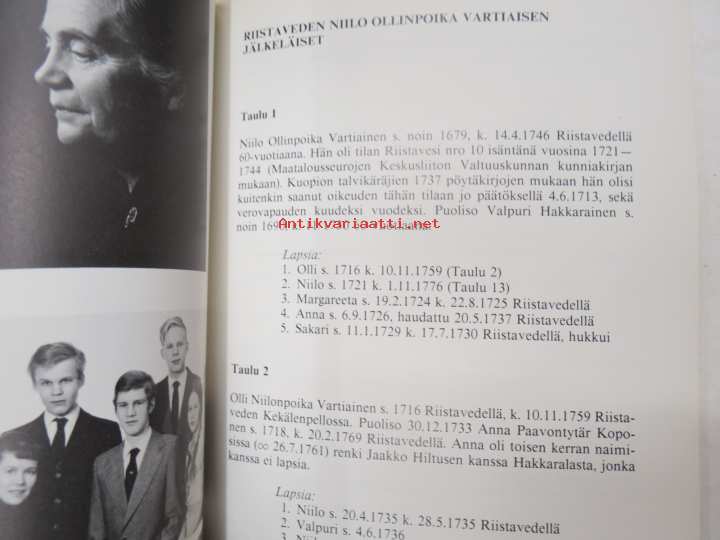 RIISTAVEDEN NIILO OLLINPOIKA VARTIAISEN
JÄLKELÄISET
Taulu 1
Niilo Ollinpoika Vartiainen s. noin 1679, k. 14.4.1746 Riistavedellä
60-vuotiaana. Hän oli tilan Riistavesi nro 10 isäntänä vuosina 1721—
1744 (Maatalousseurojen Keskusliiton Valtuuskunnan kunniakirjan
mukaan). Kuopion talvikäräjien 1737 pöytäkirjojen mukaan hän olisi
kuitenkin saanut oikeuden tähän tilaan jo päätöksellä 4.6.1713, sekä
verovapauden kuudeksi vuodeksi. Puoliso Valpuri Hakkarainen s.
noin
Antikvariaatti.net
Lapsia:
1. Olli s. 1716 k. 10.11.1759 (Taulu 2)
2. Niilo s. 1721 k. 1.11.1776 (Taulu 13)
3. Margareeta s. 19.2.1724 k. 22.8.1725 Riistavedellä
4. Anna s. 6.9.1726, haudattu 20.5.1737 Riistavedellä
5. Sakari s. 11.1.1729 k. 17.7.1730 Riistavedellä, hukkui
Taulu 2
Olli Niilonpoika Vartiainen s. 1716 Riistavedellä, k. 10.11.1759 Riista-
veden Kekälenpellossa. Puoliso 30.12.1733 Anna Paavontytär Kopo-
nen s. 1718, k. 20.2.1769 Riistavedellä. Anna oli toisen kerran naimi-
sissa (∞ 26.7.1761) renki Jaakko Hiltusen kanssa Hakkaralasta, jonka
kanssa ei lapsia.
Lapsia:
1. Niilo s. 20.4.1735 k. 28.5.1735 Riistavedellä
2. Valpuri s. 4.6.1736
3.